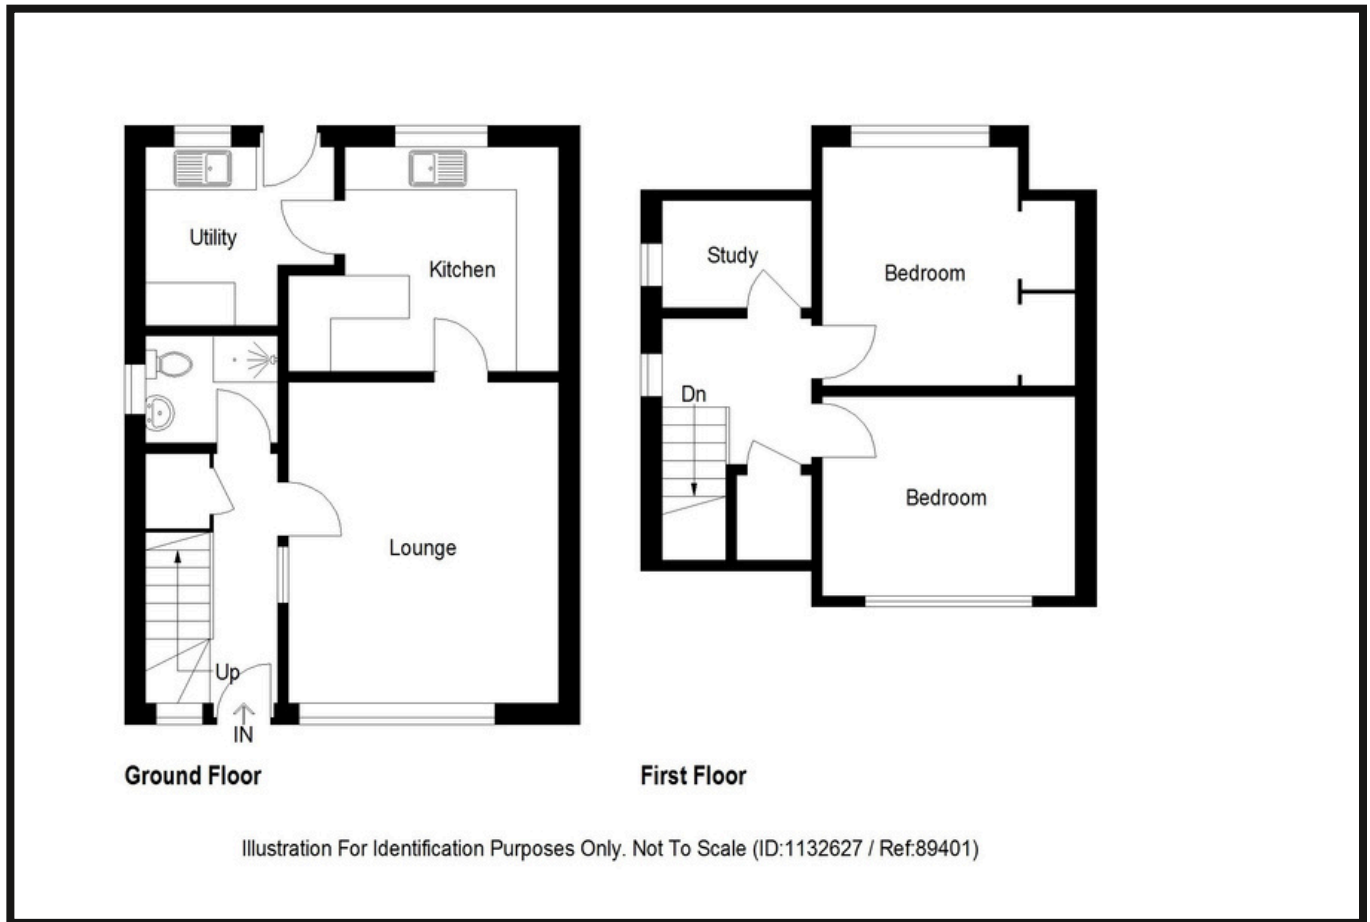 Utility
Kitchen
Lounge
Up
IN
Ground Floor
Study
Bedroom
Dn
Bedroom
First Floor
Illustration For Identification Purposes Only. Not To Scale (ID:1132627 / Ref:89401)